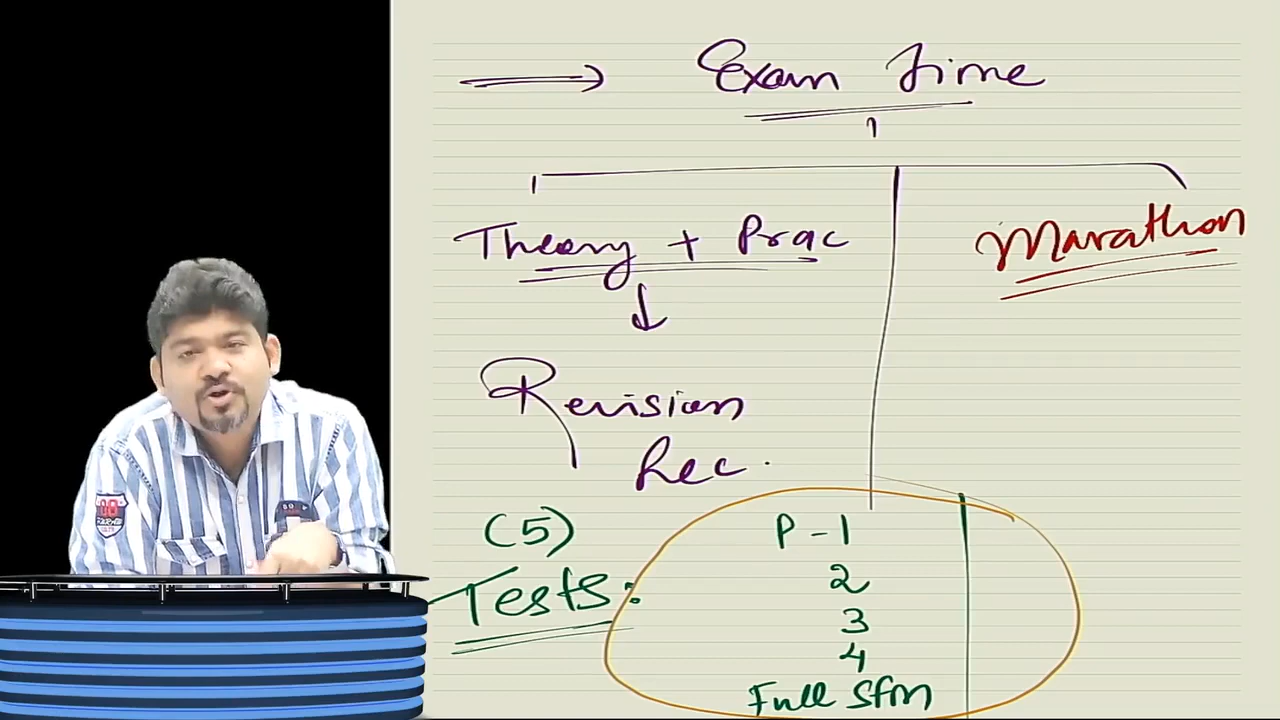 Exam Time
Theory + Prac
Marathon
Revision
Rec.
(5)
Tests:
P-1
2
3
4
Full Sfm